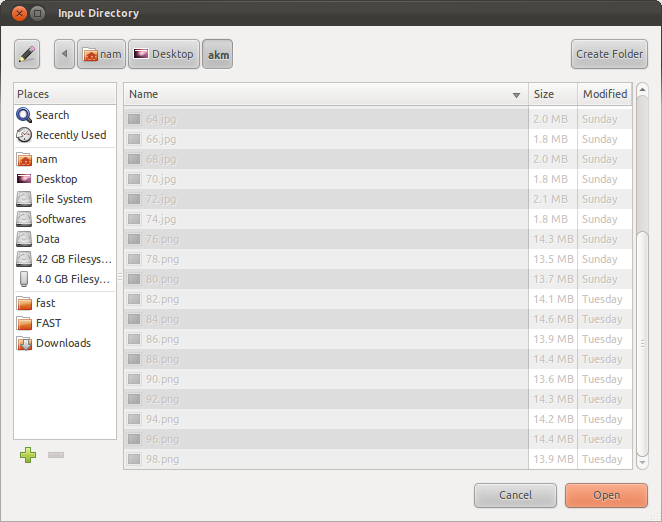 Input Directory
nam Desktop akm Create Folder
Places
Search
Recently Used
nam
Desktop
File System
Softwares
Data
42 GB Filesys...
4.0 GB Filesy...
fast
FAST
Downloads
Name Size Modified
64.jpg 2.0 MB Sunday
66.jpg 1.8 MB Sunday
68.jpg 2.0 MB Sunday
70.jpg 1.8 MB Sunday
72.jpg 2.1 MB Sunday
74.jpg 1.8 MB Sunday
76.png 14.3 MB Sunday
78.png 13.5 MB Sunday
80.png 13.7 MB Sunday
82.png 14.1 MB Tuesday
84.png 14.6 MB Tuesday
86.png 13.9 MB Tuesday
88.png 14.4 MB Tuesday
90.png 13.6 MB Tuesday
92.png 14.3 MB Tuesday
94.png 14.2 MB Tuesday
96.png 14.4 MB Tuesday
98.png 13.9 MB Tuesday
Cancel Open